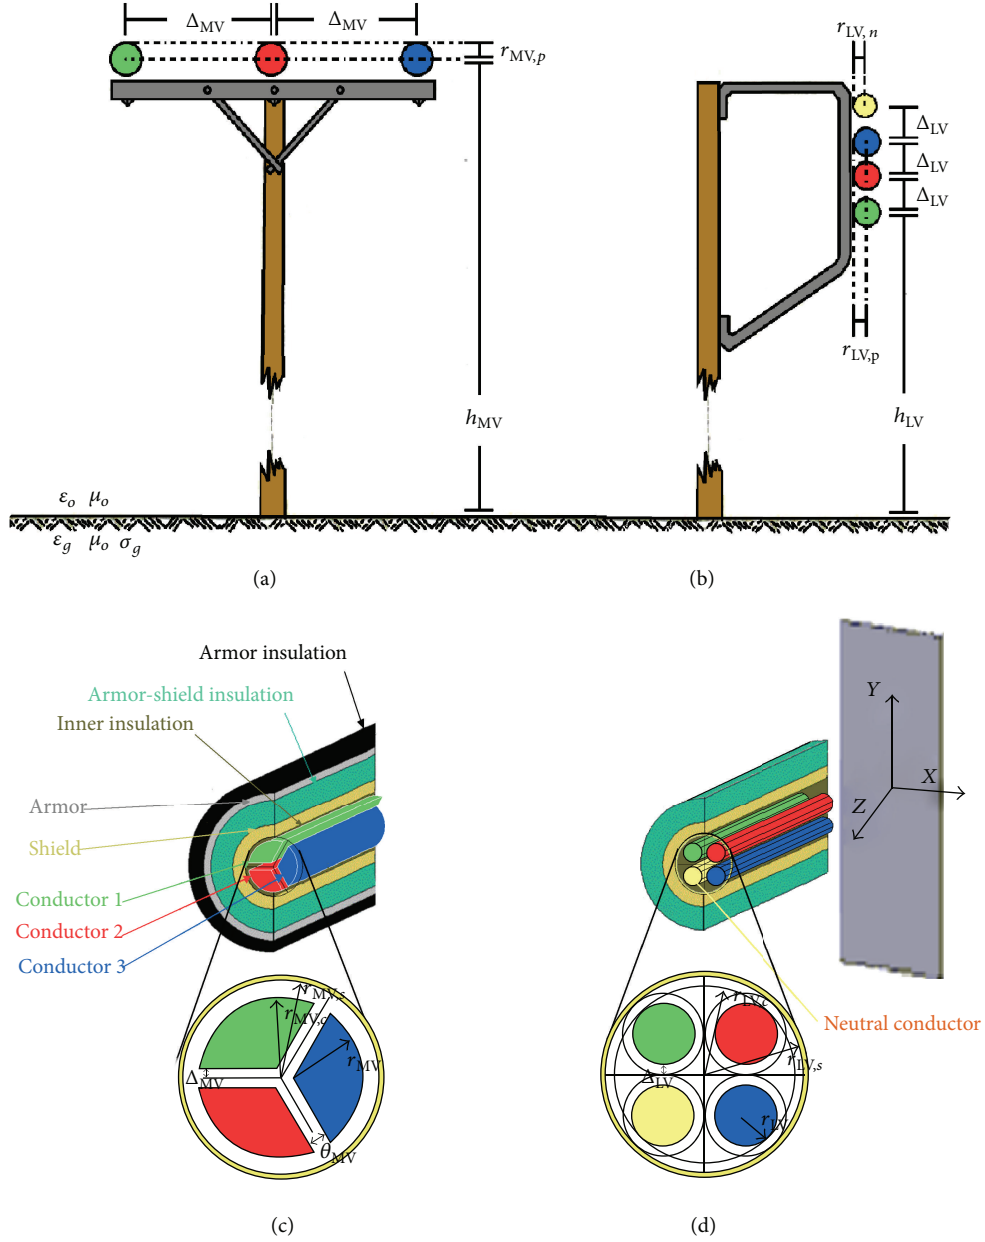 Δ_MV Δ_MV
r_MV,p
h_MV
ε_o μ_o
ε_g μ_o σ_g
(a)
r_LV,n
Δ_LV
Δ_LV
Δ_LV
r_LV,p
h_LV
(b)
Armor insulation
Armor-shield insulation
Inner insulation
Armor
Shield
Conductor 1
Conductor 2
Conductor 3
r_MV,s
r_MV,c
r_MV
Δ_MV
θ_MV
(c)
Y
X
Z
Neutral conductor
r_LV,c
r_LV,s
Δ_LV
r_LV
(d)